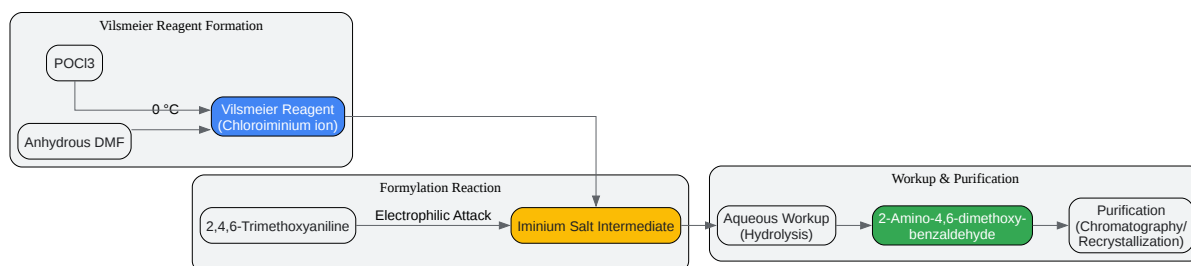 Vilsmeier Reagent Formation
POCl3
0 °C
Vilsmeier Reagent
(Chloroiminium ion)
Anhydrous DMF
Formylation Reaction
2,4,6-Trimethoxyaniline
Electrophilic Attack
Iminium Salt Intermediate
Workup & Purification
Aqueous Workup
(Hydrolysis)
2-Amino-4,6-dimethoxy-
benzaldehyde
Purification
(Chromatography/
Recrystallization)